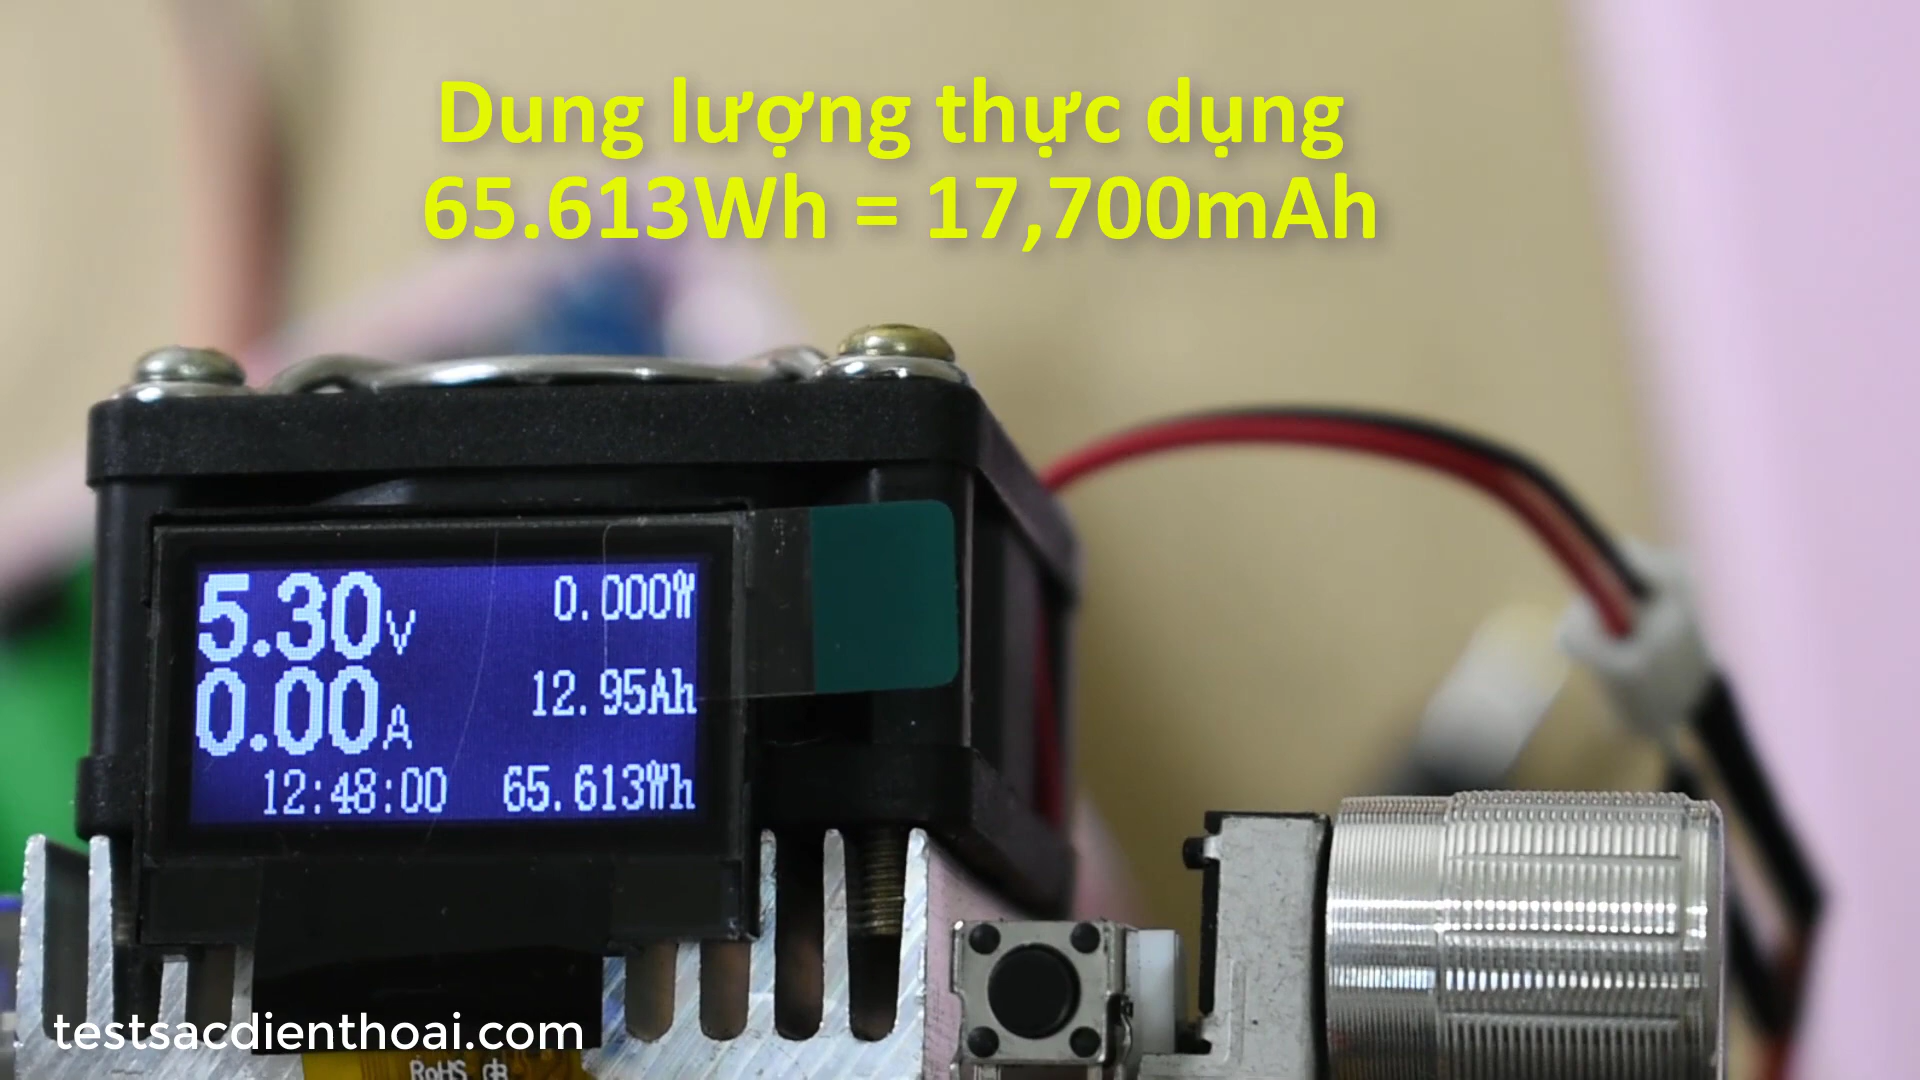 Dung lượng thực dụng
65.613Wh = 17,700mAh
5.30V 0.000W
0.00A 12.95Ah
12:48:00 65.613Wh
testsacdienthoai.com
RoHS